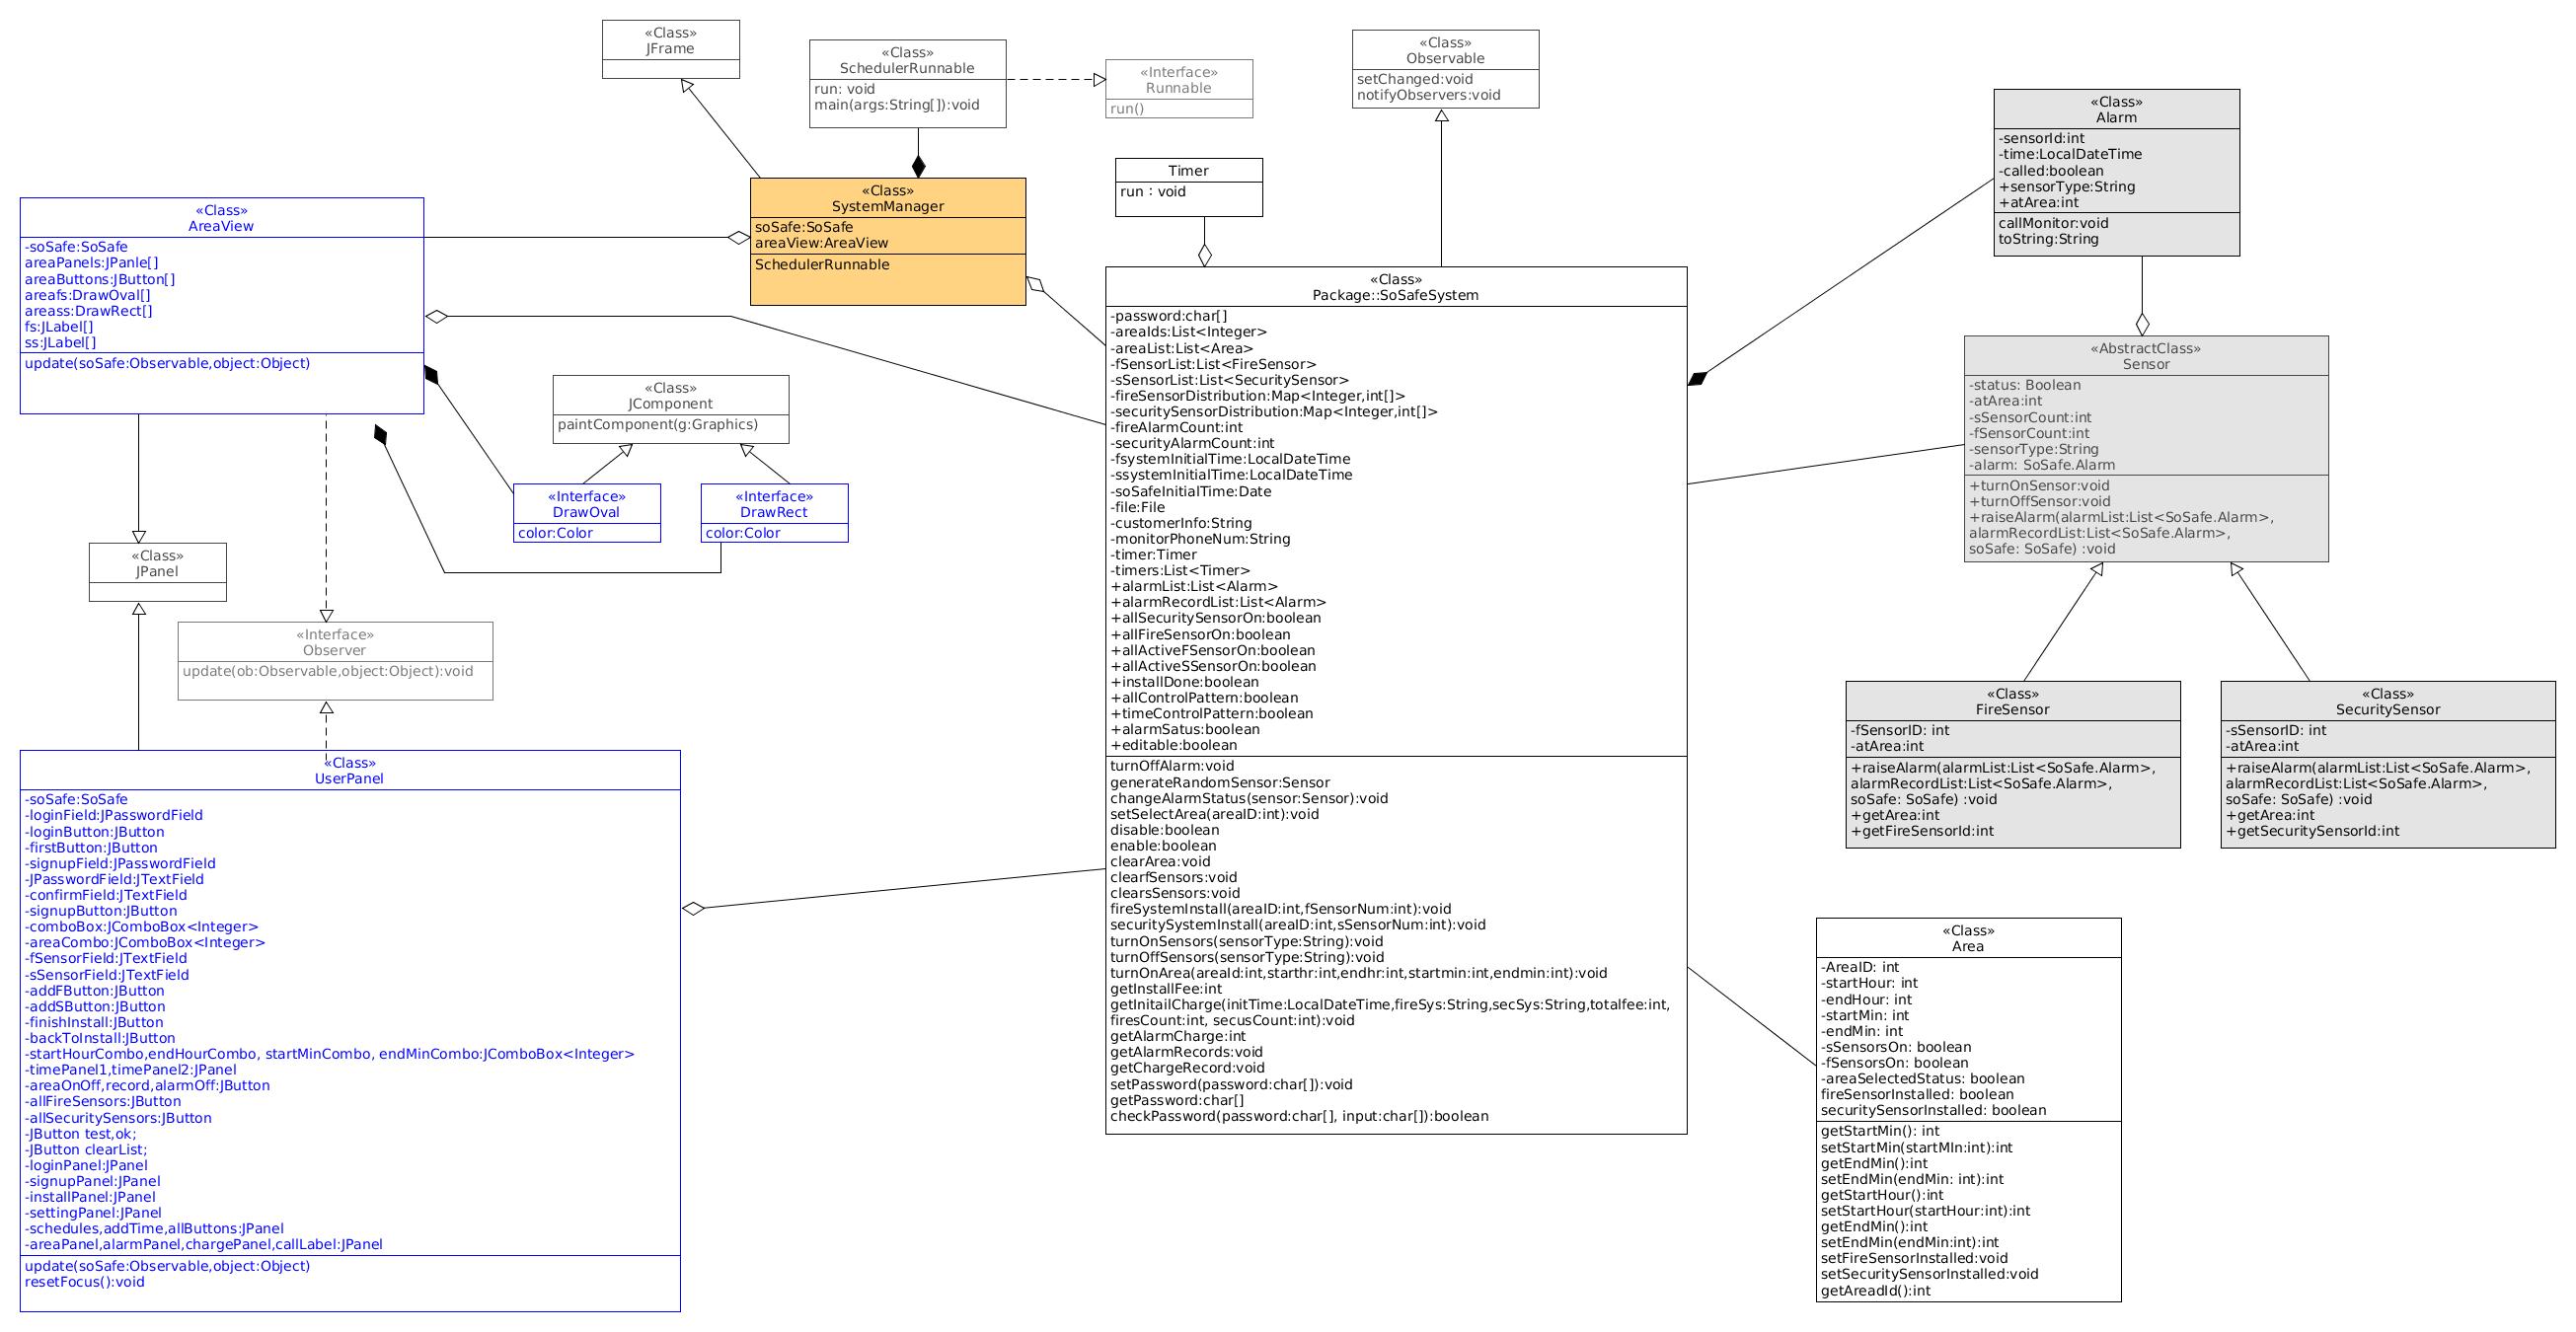 «Class»
JFrame
«Class»
SchedulerRunnable
run: void
main(args:String[]):void
«Interface»
Runnable
run()
«Class»
Observable
setChanged:void
notifyObservers:void
«Class»
Alarm
-sensorId:int
-time:LocalDateTime
-called:boolean
+sensorType:String
+atArea:int
callMonitor:void
toString:String
Timer
run : void
«Class»
SystemManager
soSafe:SoSafe
areaView:AreaView
SchedulerRunnable
«Class»
AreaView
-soSafe:SoSafe
areaPanels:JPanle[]
areaButtons:JButton[]
areafs:DrawOval[]
areass:DrawRect[]
fs:JLabel[]
ss:JLabel[]
update(soSafe:Observable,object:Object)
«Class»
JComponent
paintComponent(g:Graphics)
«Interface»
DrawOval
color:Color
«Interface»
DrawRect
color:Color
«Class»
JPanel
«Interface»
Observer
update(ob:Observable,object:Object):void
«Class»
UserPanel
-soSafe:SoSafe
-loginField:JPasswordField
-loginButton:JButton
-firstButton:JButton
-signupField:JPasswordField
-JPasswordField:JTextField
-confirmField:JTextField
-signupButton:JButton
-comboBox:JComboBox<Integer>
-areaCombo:JComboBox<Integer>
-fSensorField:JTextField
-sSensorField:JTextField
-addFButton:JButton
-addSButton:JButton
-finishInstall:JButton
-backToInstall:JButton
-startHourCombo,endHourCombo, startMinCombo, endMinCombo:JComboBox<Integer>
-timePanel1,timePanel2:JPanel
-areaOnOff,record,alarmOff:JButton
-allFireSensors:JButton
-allSecuritySensors:JButton
-JButton test,ok;
-JButton clearList;
-loginPanel:JPanel
-signupPanel:JPanel
-installPanel:JPanel
-settingPanel:JPanel
-schedules,addTime,allButtons:JPanel
-areaPanel,alarmPanel,chargePanel,callLabel:JPanel
update(soSafe:Observable,object:Object)
resetFocus():void
«Class»
Package::SoSafeSystem
-password:char[]
-areaIds:List<Integer>
-areaList:List<Area>
-fSensorList:List<FireSensor>
-sSensorList:List<SecuritySensor>
-fireSensorDistribution:Map<Integer,int[]>
-securitySensorDistribution:Map<Integer,int[]>
-fireAlarmCount:int
-securityAlarmCount:int
-fsystemInitialTime:LocalDateTime
-ssystemInitialTime:LocalDateTime
-soSafeInitialTime:Date
-file:File
-customerInfo:String
-monitorPhoneNum:String
-timer:Timer
-timers:List<Timer>
+alarmList:List<Alarm>
+alarmRecordList:List<Alarm>
+allSecuritySensorOn:boolean
+allFireSensorOn:boolean
+allActiveFSensorOn:boolean
+allActiveSSensorOn:boolean
+installDone:boolean
+allControlPattern:boolean
+timeControlPattern:boolean
+alarmSatus:boolean
+editable:boolean
turnOffAlarm:void
generateRandomSensor:Sensor
changeAlarmStatus(sensor:Sensor):void
setSelectArea(areaID:int):void
disable:boolean
enable:boolean
clearArea:void
clearfSensors:void
clearsSensors:void
fireSystemInstall(areaID:int,fSensorNum:int):void
securitySystemInstall(areaID:int,sSensorNum:int):void
turnOnSensors(sensorType:String):void
turnOffSensors(sensorType:String):void
turnOnArea(areaId:int,starthr:int,endhr:int,startmin:int,endmin:int):void
getInstallFee:int
getInitailCharge(initTime:LocalDateTime,fireSys:String,secSys:String,totalfee:int,
firesCount:int, secusCount:int):void
getAlarmCharge:int
getAlarmRecords:void
getChargeRecord:void
setPassword(password:char[]):void
getPassword:char[]
checkPassword(password:char[], input:char[]):boolean
«AbstractClass»
Sensor
-status: Boolean
-atArea:int
-sSensorCount:int
-fSensorCount:int
-sensorType:String
-alarm: SoSafe.Alarm
+turnOnSensor:void
+turnOffSensor:void
+raiseAlarm(alarmList:List<SoSafe.Alarm>,
alarmRecordList:List<SoSafe.Alarm>,
soSafe: SoSafe) :void
«Class»
FireSensor
-fSensorID: int
-atArea:int
+raiseAlarm(alarmList:List<SoSafe.Alarm>,
alarmRecordList:List<SoSafe.Alarm>,
soSafe: SoSafe) :void
+getArea:int
+getFireSensorId:int
«Class»
SecuritySensor
-sSensorID: int
-atArea:int
+raiseAlarm(alarmList:List<SoSafe.Alarm>,
alarmRecordList:List<SoSafe.Alarm>,
soSafe: SoSafe) :void
+getArea:int
+getSecuritySensorId:int
«Class»
Area
-AreaID: int
-startHour: int
-endHour: int
-startMin: int
-endMin: int
-sSensorsOn: boolean
-fSensorsOn: boolean
-areaSelectedStatus: boolean
fireSensorInstalled: boolean
securitySensorInstalled: boolean
getStartMin(): int
setStartMin(startMIn:int):int
getEndMin():int
setEndMin(endMin: int):int
getStartHour():int
setStartHour(startHour:int):int
getEndMin():int
setEndMin(endMin:int):int
setFireSensorInstalled:void
setSecuritySensorInstalled:void
getAreadId():int